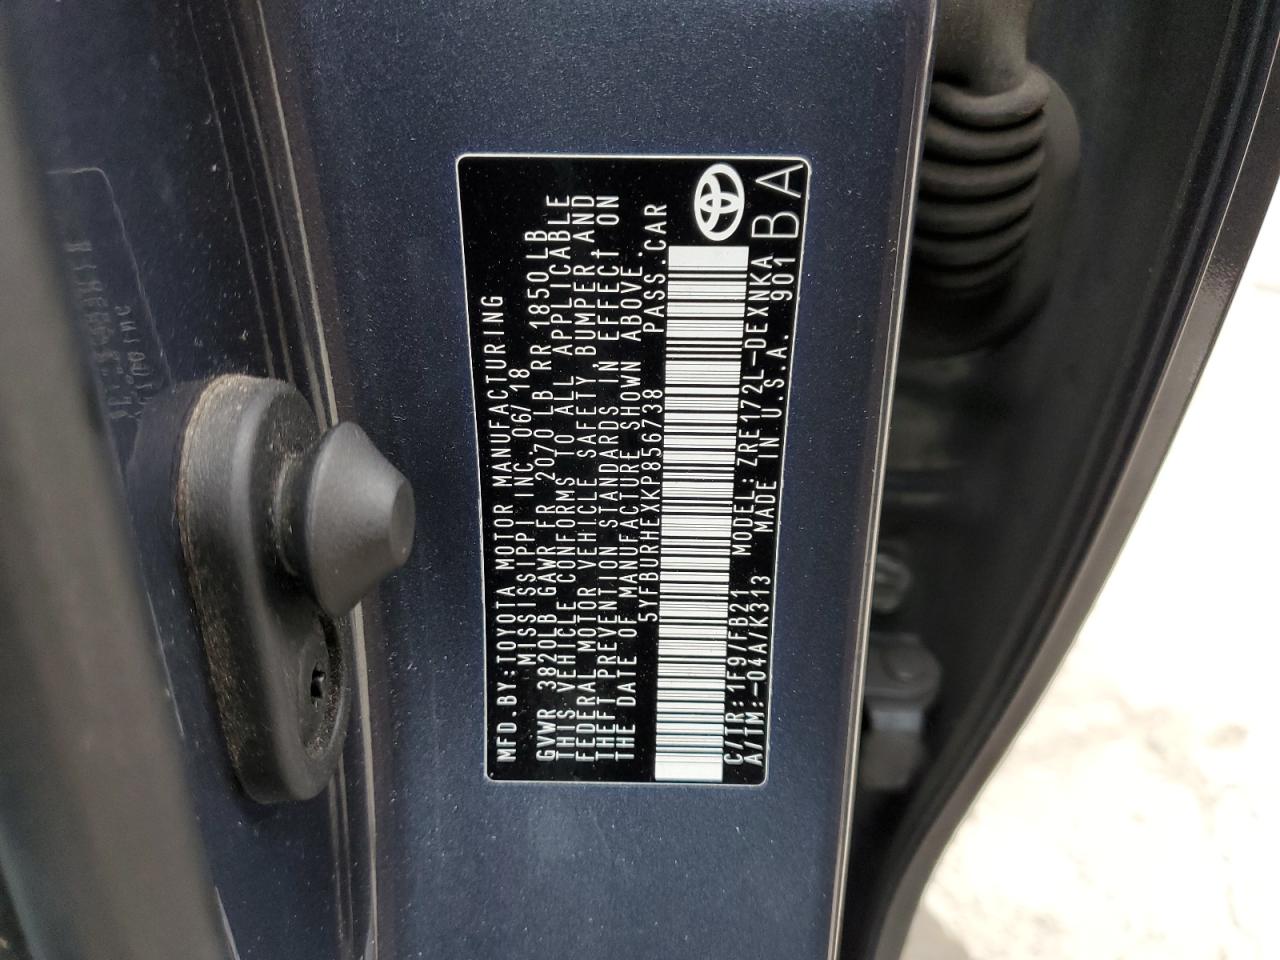 MFD.BY:TOYOTA MOTOR MANUFACTURING
MISSISSIPPI INC. 06/18
GVWR 3820LB GAWR FR 2070 LB RR 1850 LB
THIS VEHICLE CONFORMS TO ALL APPLICABLE
FEDERAL MOTOR VEHICLE SAFETY, BUMPER, AND
THEFT PREVENTION STANDARDS IN EFFECT ON
THE DATE OF MANUFACTURE SHOWN ABOVE.
5YFBURHEXKP856738 PASS.CAR
C/TR:1F9/FB21 MODEL:ZRE172L-DEXNKA
A/TM:-04A/K313 MADE IN U.S.A. 901BA